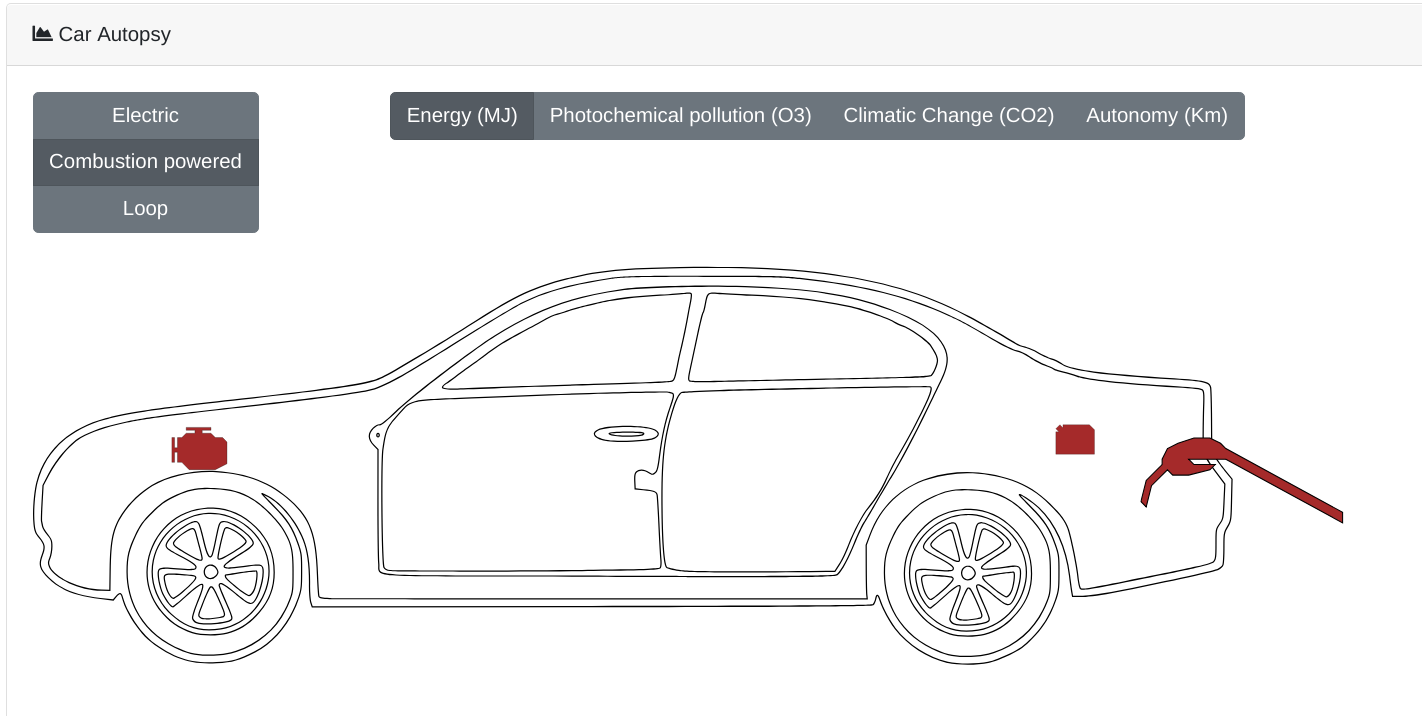 Car Autopsy
Electric
Combustion powered
Loop
Energy (MJ) Photochemical pollution (O3) Climatic Change (CO2) Autonomy (Km)